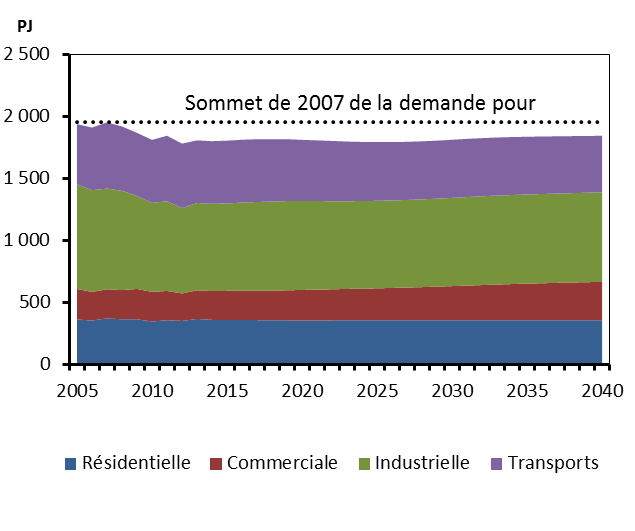 PJ
2 500
2 000
1 500
1 000
500
0
Sommet de 2007 de la demande pour
2005 2010 2015 2020 2025 2030 2035 2040
Résidentielle Commerciale Industrielle Transports